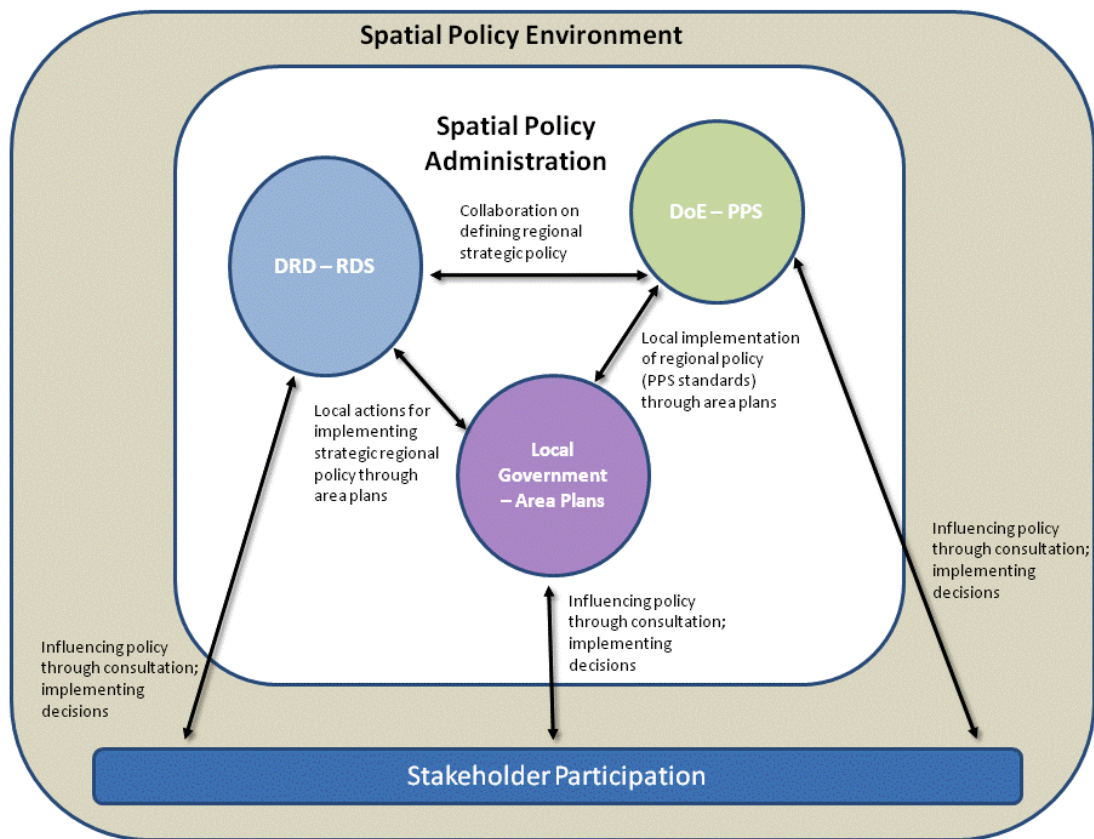 Spatial Policy Environment
Spatial Policy
Administration
DoE – PPS
Collaboration on
defining regional
strategic policy
DRD – RDS
Local implementation
of regional policy
(PPS standards)
through area plans
Local actions for
implementing
strategic regional
policy through
area plans
Local
Government
– Area Plans
Influencing policy
through consultation;
implementing
decisions
Influencing policy
through consultation;
implementing
decisions
Influencing policy
through consultation;
implementing
decisions
Stakeholder Participation